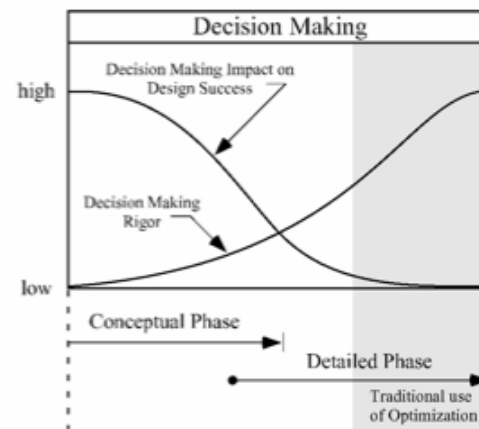 Decision Making
Decision Making Impact on
Design Success
high
Decision Making
Rigor
low
Conceptual Phase
Detailed Phase
Traditional use
of Optimization